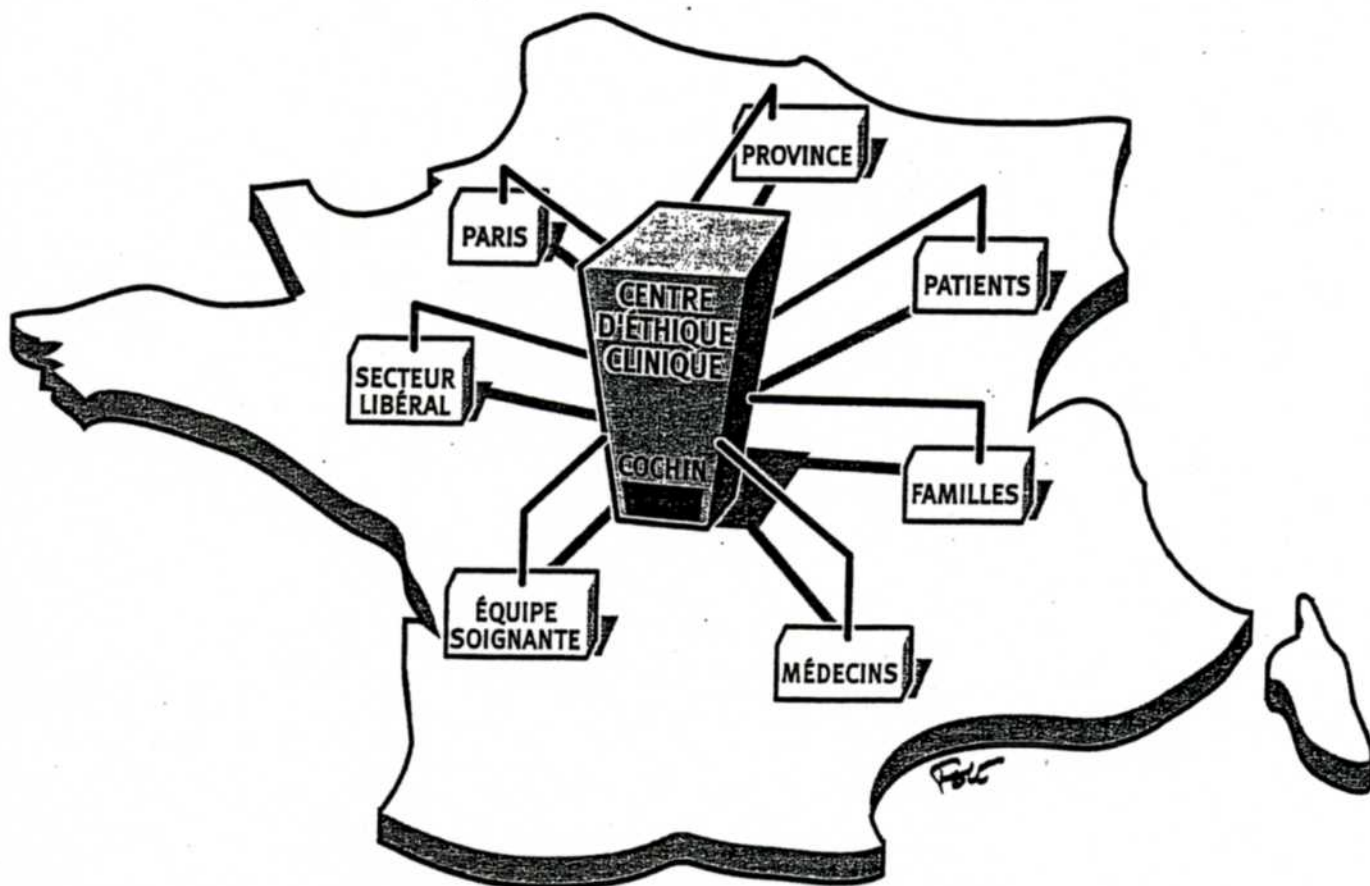 PROVINCE
PARIS
PATIENTS
CENTRE
D'ÉTHIQUE
CLINIQUE
SECTEUR
LIBÉRAL
COCHIN
FAMILLES
ÉQUIPE
SOIGNANTE
MÉDECINS